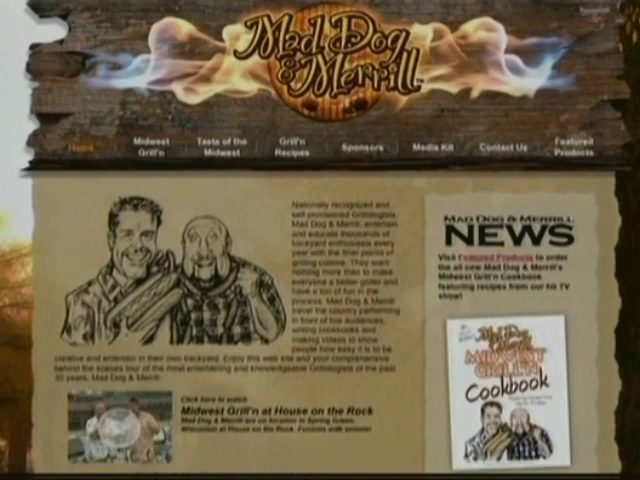 Mad Dog
& Merrill
Home
Midwest Grill'n
Taste of the Midwest
Grill'n Recipes
Sponsors
Media Kit
Contact Us
Featured Products
Nationally recognized and
self-proclaimed Grillologists,
Mad Dog & Merrill, entertain
and educate thousands of
backyard enthusiasts every
year with the finer points of
grilling cuisine. They want
nothing more than to make
everyone a better griller and
have a ton of fun in the
process. Mad Dog & Merrill
travel the country performing
in front of live audiences,
writing cookbooks and
making videos to show
people how easy it is to be
creative and entertain in their own backyard. Enjoy this web site and your comprehensive
behind the scenes tour of the most entertaining and knowledgeable Grillologists of the past
30 years, Mad Dog & Merrill.
Click here to watch
Midwest Grill'n at House on the Rock
Mad Dog & Merrill are on location in Spring Green,
Wisconsin at House on the Rock.
MAD DOG & MERRILL
NEWS
Visit Featured Products to order
the all new Mad Dog & Merrill's
Midwest Grill'n Cookbook
featuring recipes from our hit TV
show!
Mad Dog
& Merrill
MIDWEST
GRILL'N
Cookbook